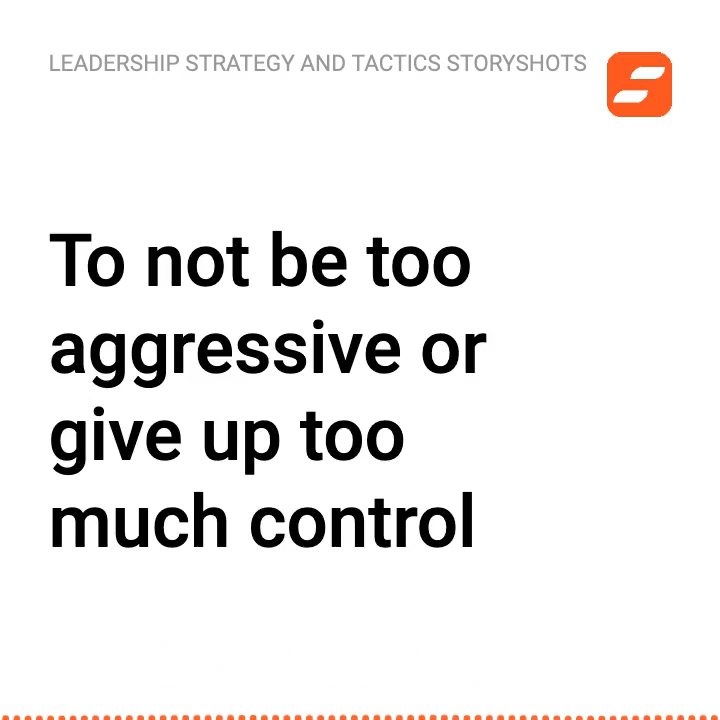 LEADERSHIP STRATEGY AND TACTICS STORYSHOTS
To not be too
aggressive or
give up too
much control